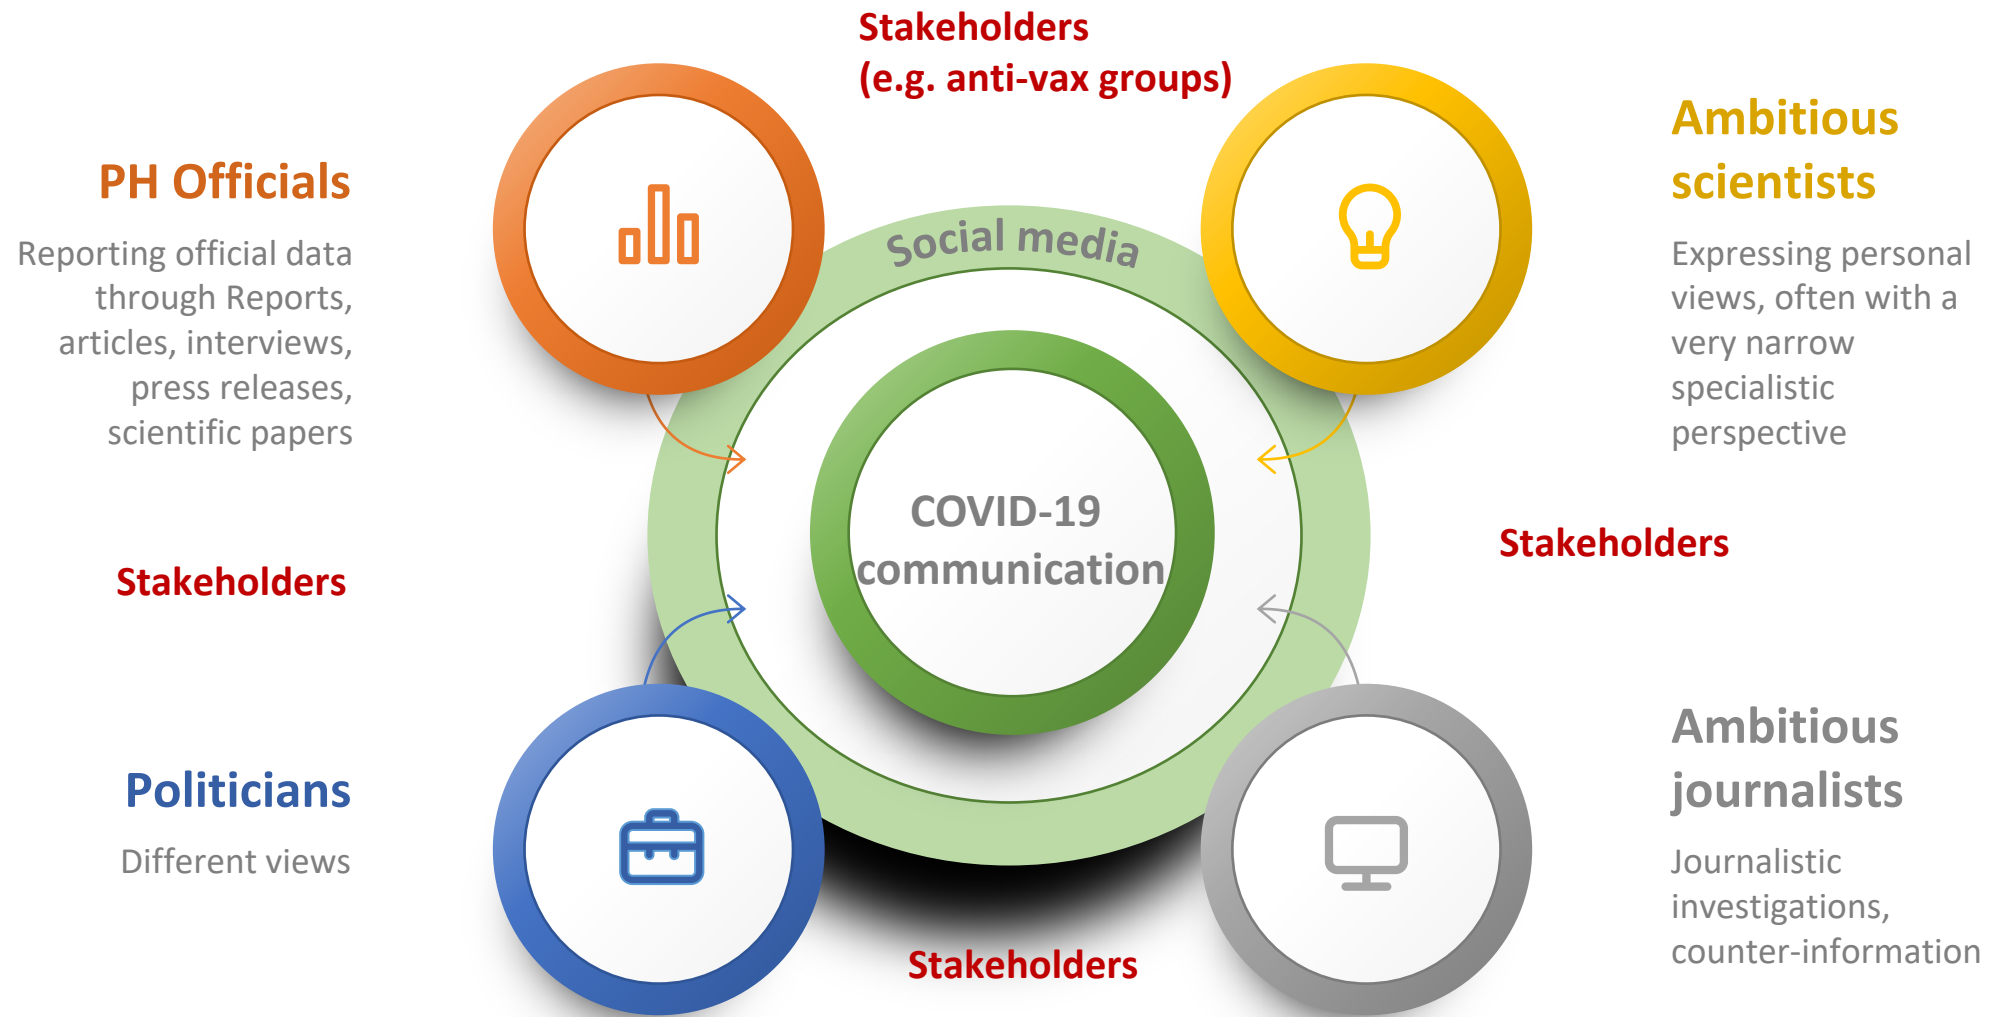 Stakeholders
(e.g. anti-vax groups)
PH Officials
Reporting official data
through Reports,
articles, interviews,
press releases,
scientific papers
Ambitious
scientists
Expressing personal
views, often with a
very narrow
specialistic
perspective
Social media
COVID-19
communication
Stakeholders
Stakeholders
Politicians
Different views
Ambitious
journalists
Journalistic
investigations,
counter-information
Stakeholders